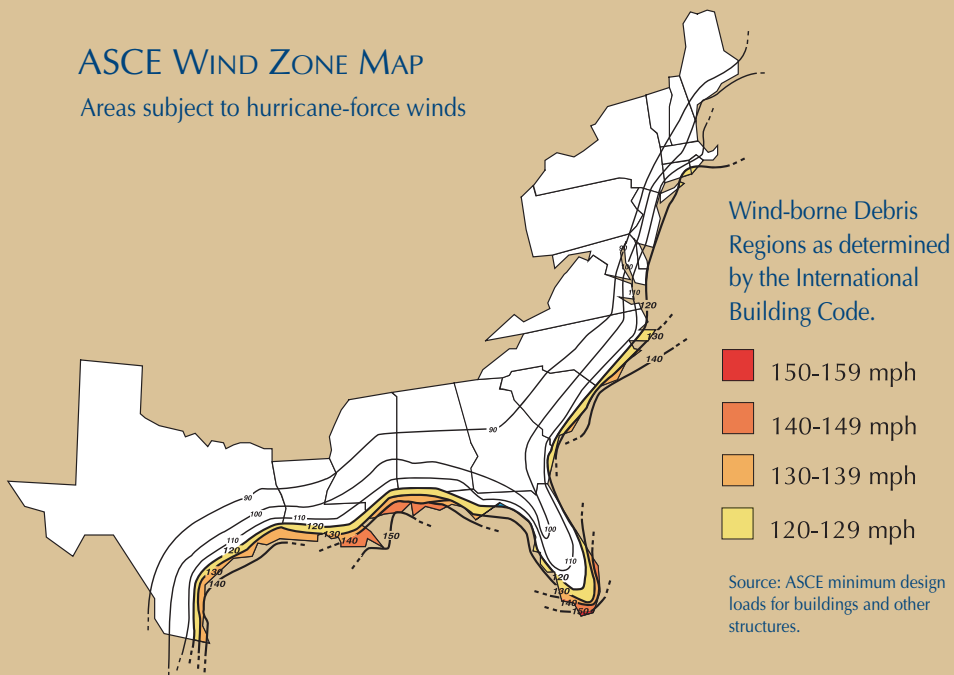 ASCE WIND ZONE MAP
Areas subject to hurricane-force winds
Wind-borne Debris
Regions as determined
by the International
Building Code.
150-159 mph
140-149 mph
130-139 mph
120-129 mph
Source: ASCE minimum design
loads for buildings and other
structures.
90
100
110
120
130
140
90
90
100
110
120
130
140
110
120
130
140
150
100
110
120
130
140
150